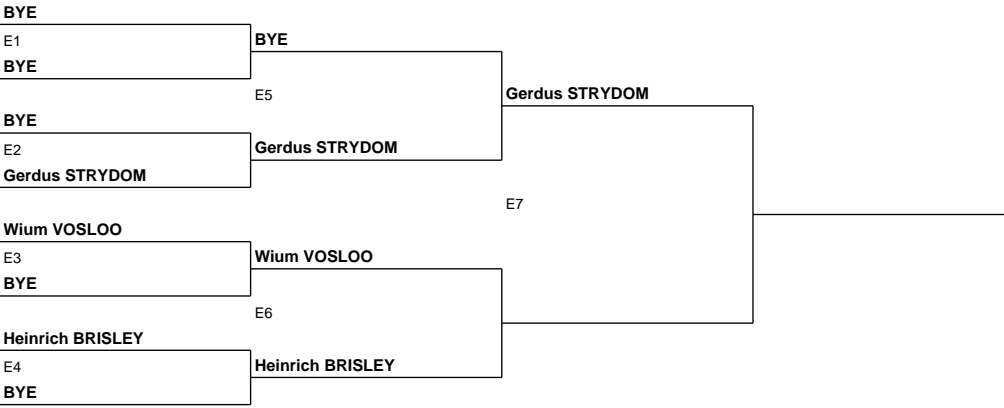 BYE
E1
BYE
BYE
E5
Gerdus STRYDOM
BYE
E2
Gerdus STRYDOM
Gerdus STRYDOM
E7
Wium VOSLOO
E3
Wium VOSLOO
BYE
E6
Heinrich BRISLEY
E4
Heinrich BRISLEY
BYE